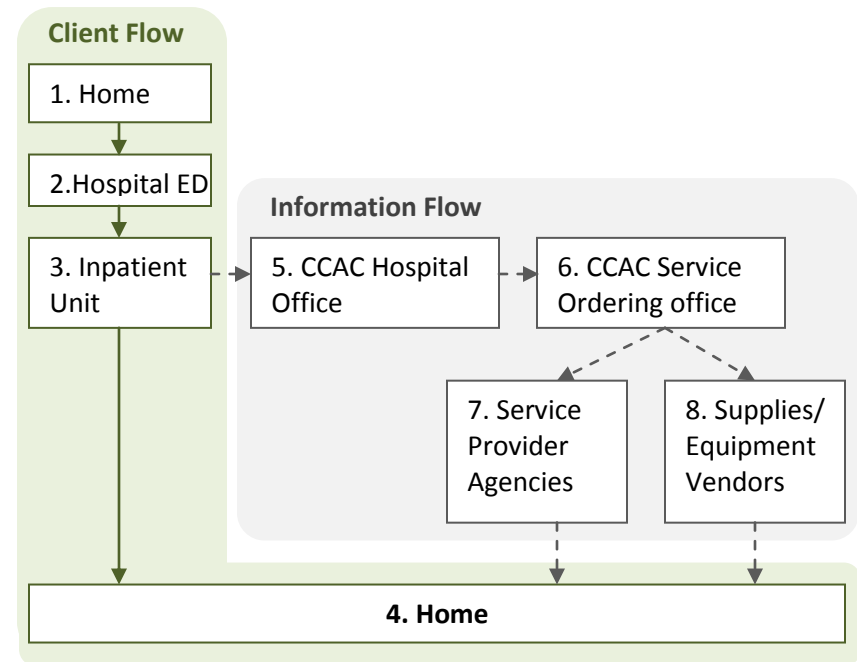 Client Flow
1. Home
2.Hospital ED
3. Inpatient
Unit
Information Flow
5. CCAC Hospital
Office
6. CCAC Service
Ordering office
7. Service
Provider
Agencies
8. Supplies/
Equipment
Vendors
4. Home